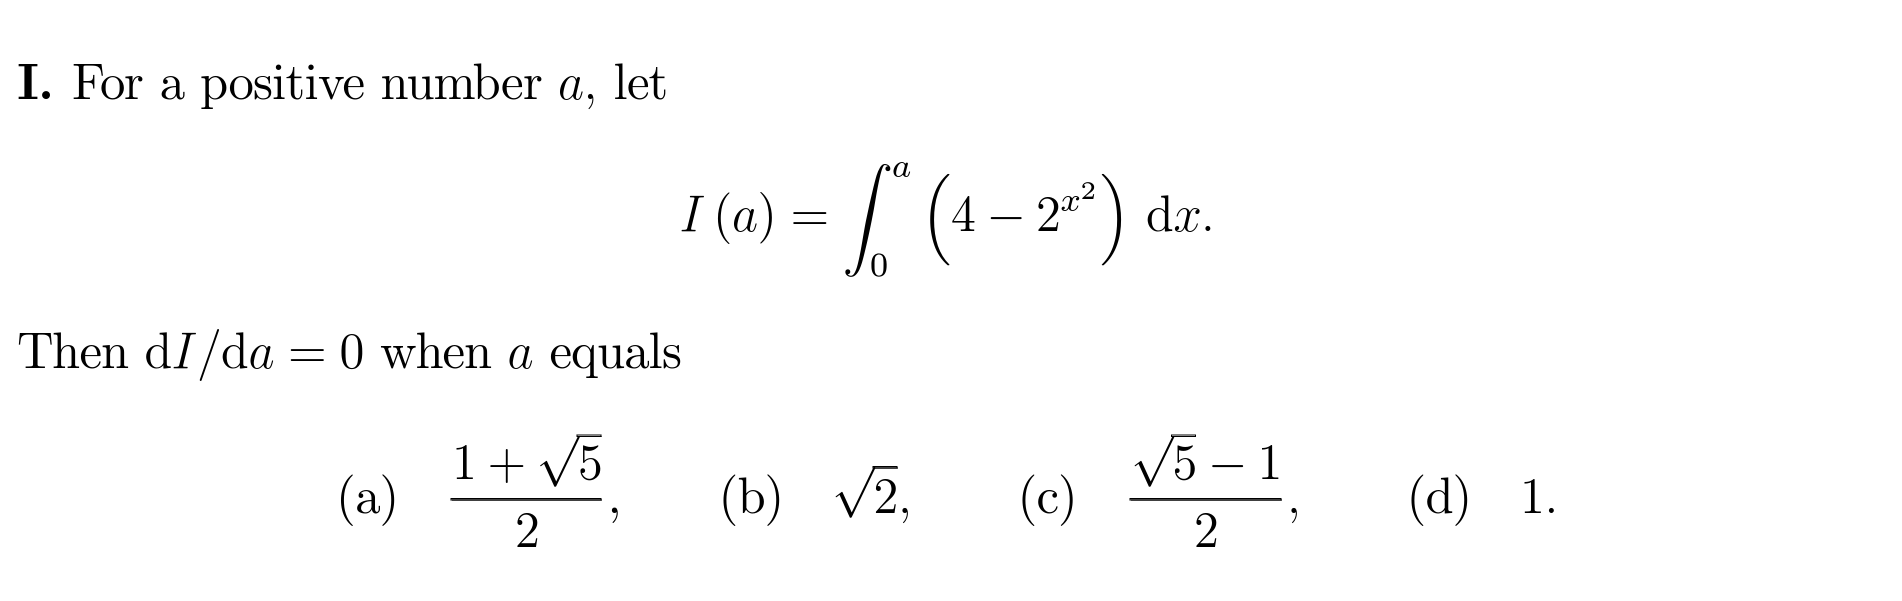 I. For a positive number a, let
I (a) = ∫₀ᵃ (4 − 2^{x²}) dx.
Then dI/da = 0 when a equals
(a) (1 + √5)/2, (b) √2, (c) (√5 − 1)/2, (d) 1.